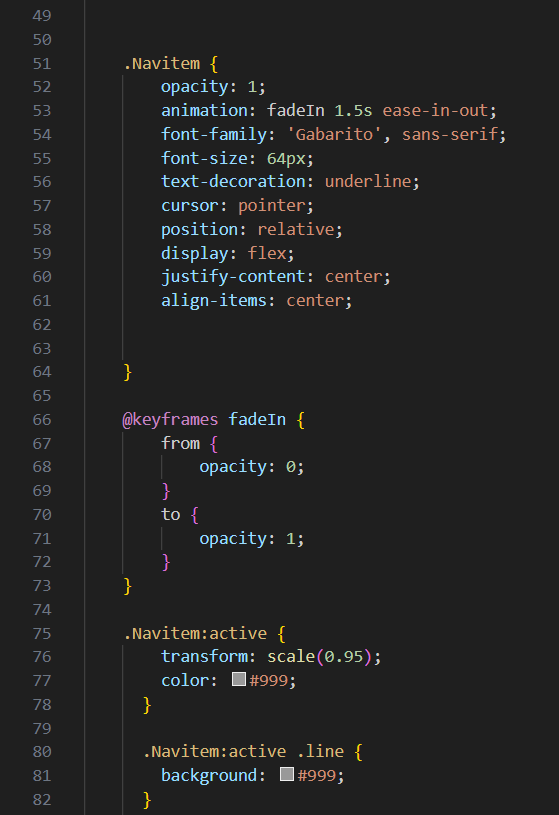 49
50
51 .Navitem {
52 opacity: 1;
53 animation: fadeIn 1.5s ease-in-out;
54 font-family: 'Gabarito', sans-serif;
55 font-size: 64px;
56 text-decoration: underline;
57 cursor: pointer;
58 position: relative;
59 display: flex;
60 justify-content: center;
61 align-items: center;
62
63
64 }
65
66 @keyframes fadeIn {
67 from {
68 opacity: 0;
69 }
70 to {
71 opacity: 1;
72 }
73 }
74
75 .Navitem:active {
76 transform: scale(0.95);
77 color: #999;
78 }
79
80 .Navitem:active .line {
81 background: #999;
82 }